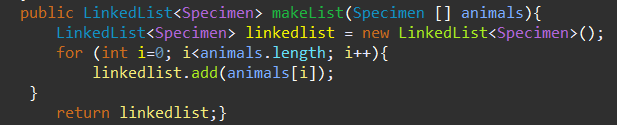 public LinkedList<Specimen> makeList(Specimen [] animals){
LinkedList<Specimen> linkedlist = new LinkedList<Specimen>();
for (int i=0; i<animals.length; i++){
linkedlist.add(animals[i]);
}
return linkedlist;}